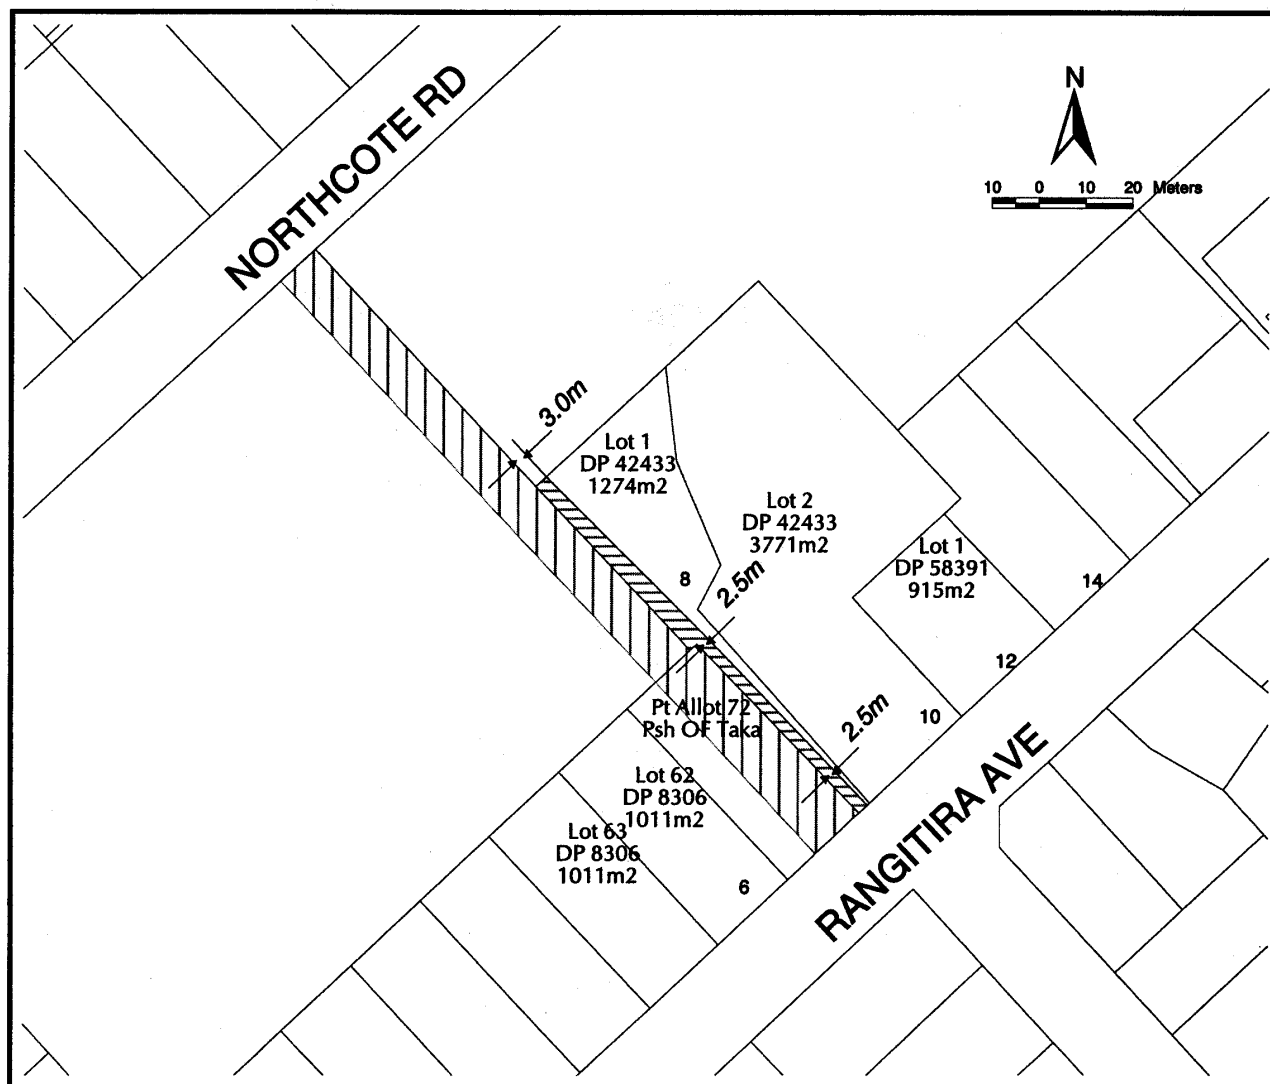 NORTHCOTE RD
N
10 0 10 20 Meters
3.0m
Lot 1
DP 42433
1274m2
Lot 2
DP 42433
3771m2
Lot 1
DP 58391
915m2
8
2.5m
14
12
10
Pt Allot 72
Psh OF Taka
2.5m
Lot 62
DP 8306
1011m2
Lot 63
DP 8306
1011m2
6
RANGITIRA AVE